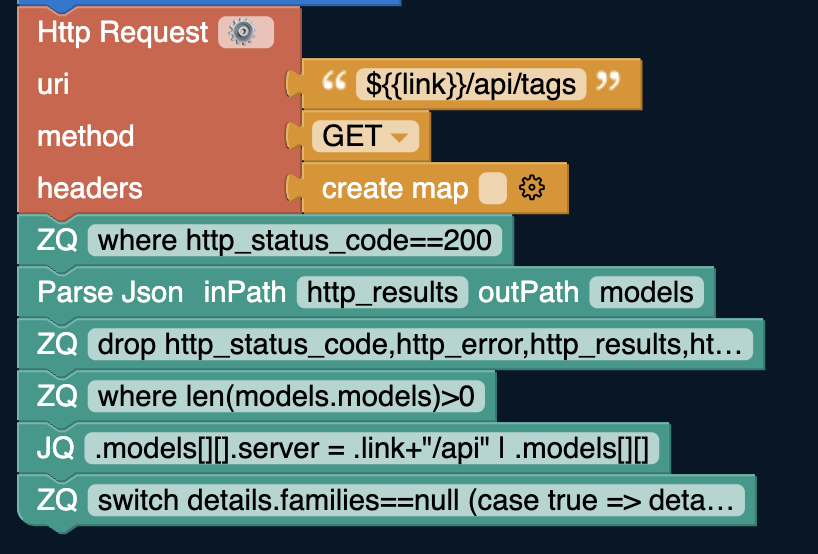 Http Request
uri “ ${{link}}/api/tags ”
method GET
headers create map
ZQ where http_status_code==200
Parse Json inPath http_results outPath models
ZQ drop http_status_code,http_error,http_results,ht…
ZQ where len(models.models)>0
JQ .models[][].server = .link+"/api" | .models[][]
ZQ switch details.families==null (case true => deta…